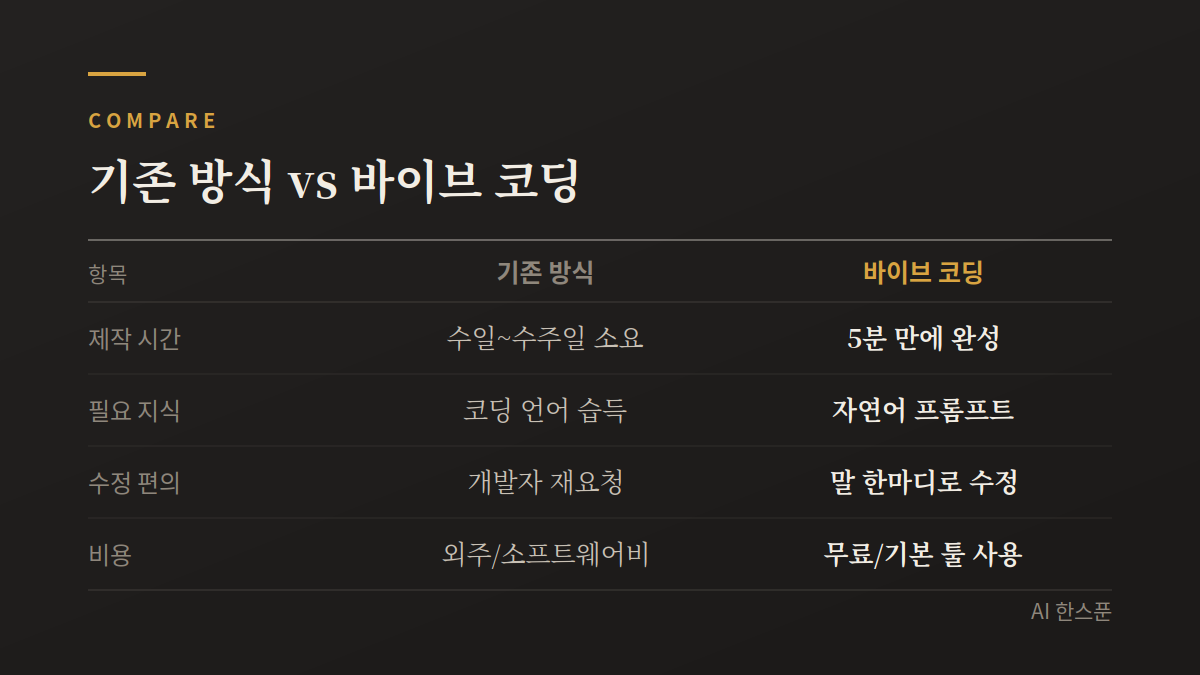 COMPARE
기존 방식 vs 바이브 코딩
항목 기존 방식 바이브 코딩
제작 시간 수일~수주일 소요 5분 만에 완성
필요 지식 코딩 언어 습득 자연어 프롬프트
수정 편의 개발자 재요청 말 한마디로 수정
비용 외주/소프트웨어비 무료/기본 툴 사용
AI 한스푼